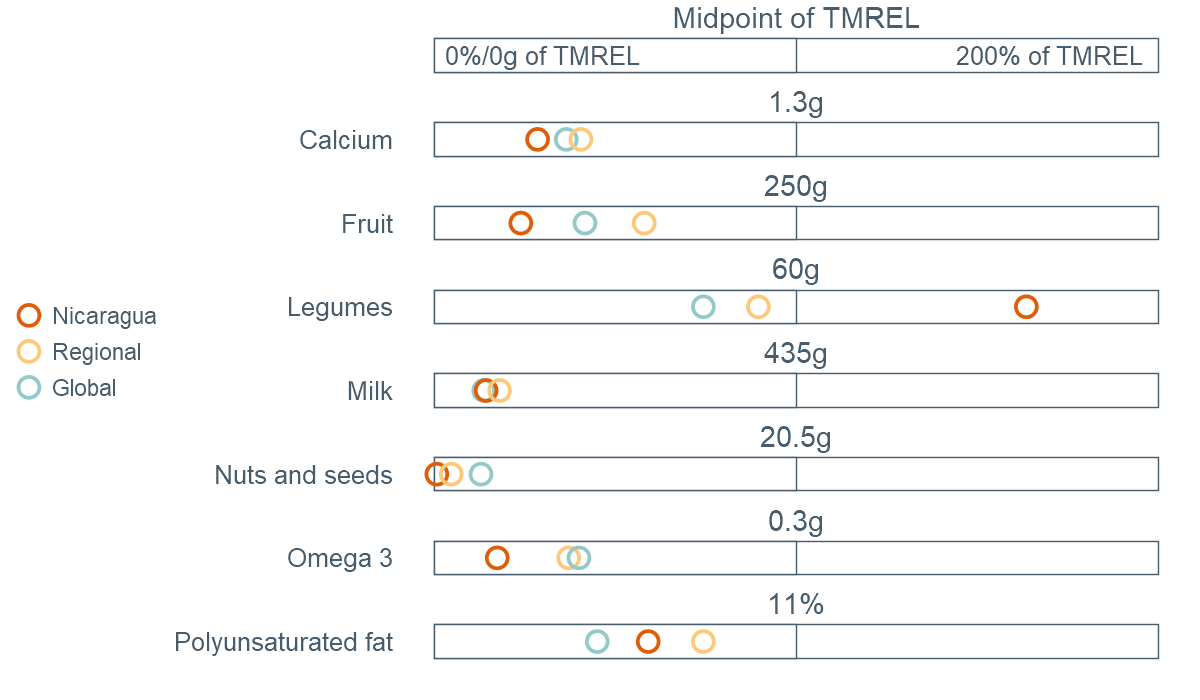 Midpoint of TMREL
0%/0g of TMREL
200% of TMREL
1.3g
Calcium
250g
Fruit
60g
Legumes
Nicaragua
Regional
Global
435g
Milk
20.5g
Nuts and seeds
0.3g
Omega 3
11%
Polyunsaturated fat